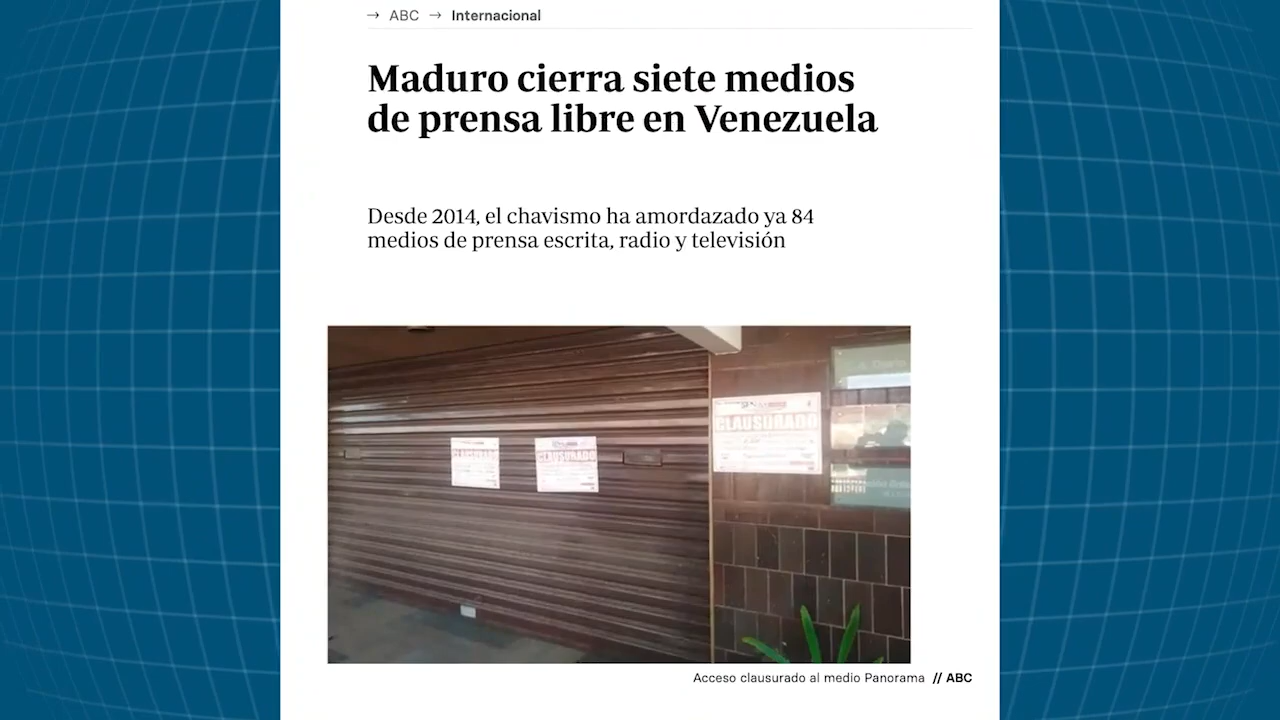 → ABC → Internacional
Maduro cierra siete medios
de prensa libre en Venezuela
Desde 2014, el chavismo ha amordazado ya 84
medios de prensa escrita, radio y televisión
CLAUSURADO
CLAUSURADO
CLAUSURADO
Acceso clausurado al medio Panorama // ABC